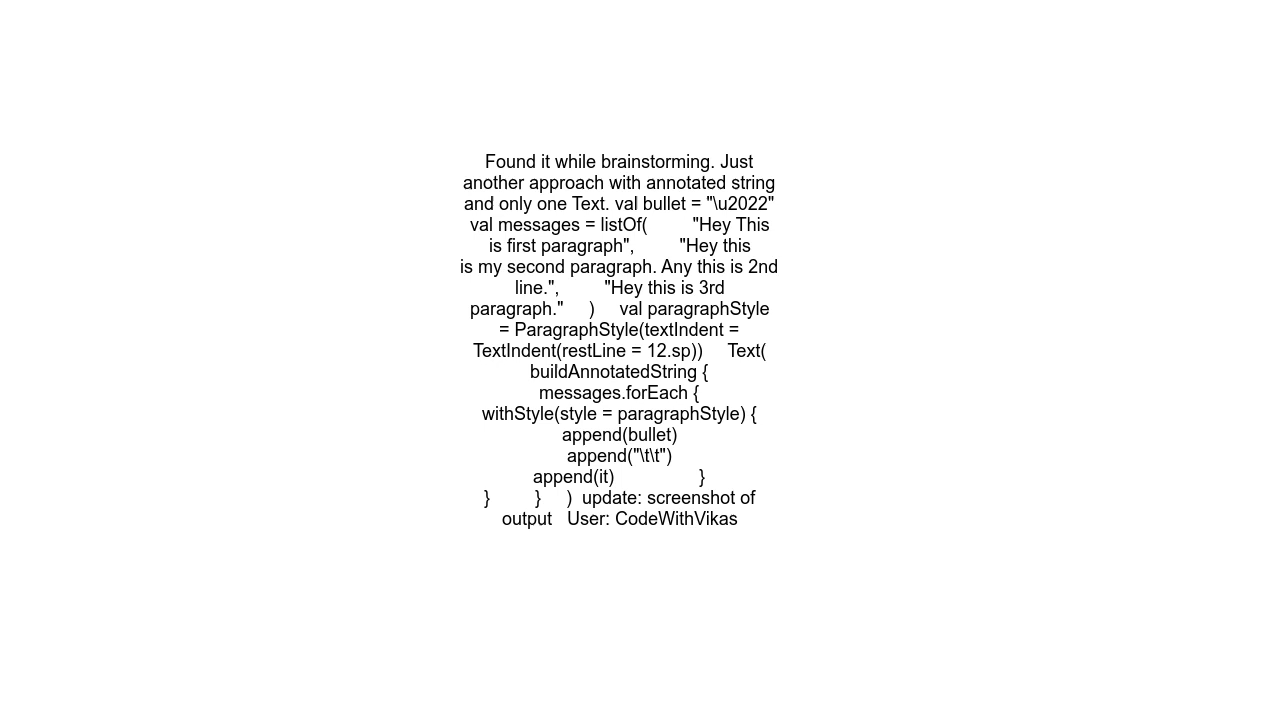 Found it while brainstorming. Just
another approach with annotated string
and only one Text. val bullet = "\u2022"
val messages = listOf(         "Hey This
is first paragraph",         "Hey this
is my second paragraph. Any this is 2nd
line.",         "Hey this is 3rd
paragraph."     )     val paragraphStyle
= ParagraphStyle(textIndent =
TextIndent(restLine = 12.sp))     Text(
buildAnnotatedString {
messages.forEach {
withStyle(style = paragraphStyle) {
append(bullet)
append("\t\t")
append(it)                 }
}         }     )  update: screenshot of
output   User: CodeWithVikas